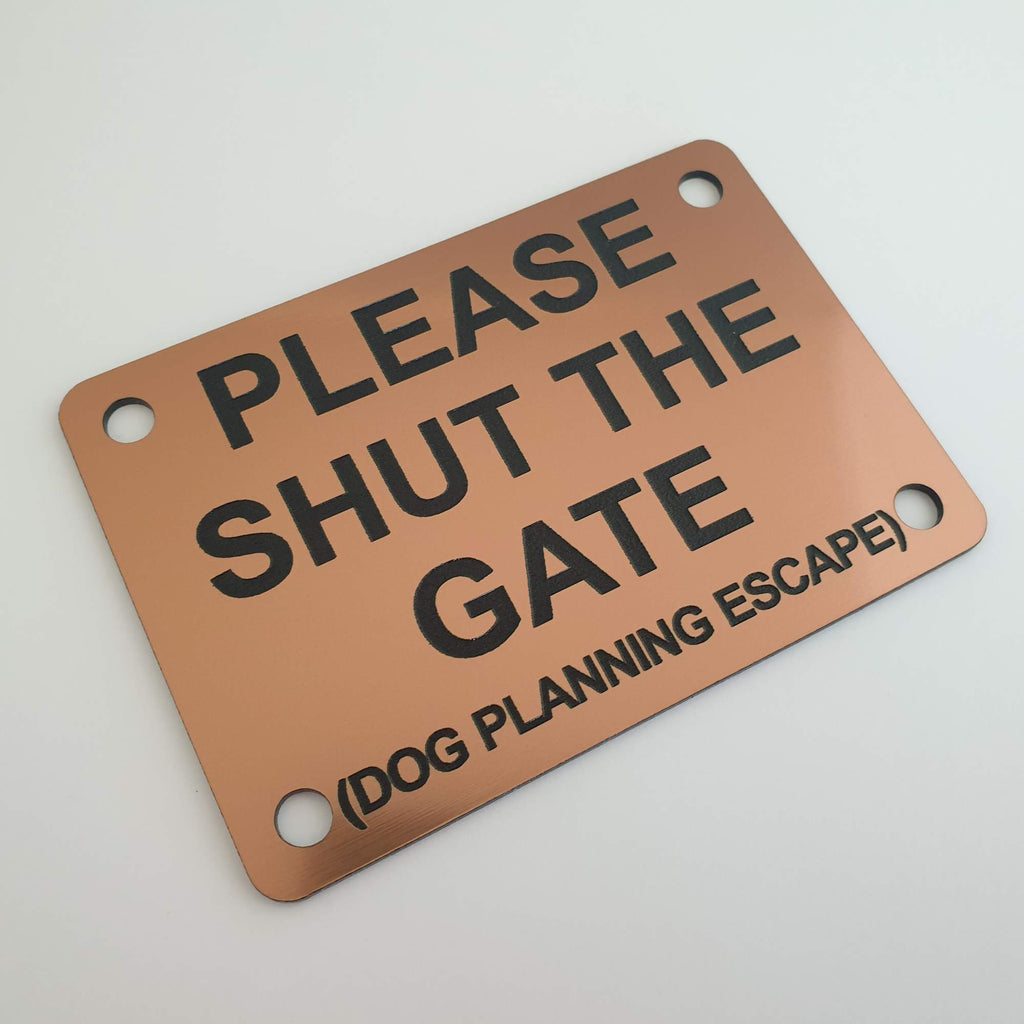 PLEASE
SHUT THE
GATE
(DOG PLANNING ESCAPE)